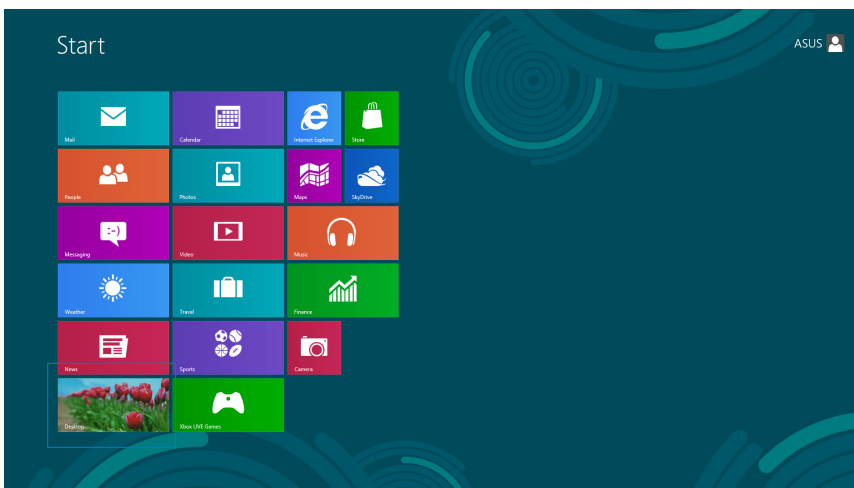 Start
ASUS
Mail
Calendar
Internet Explorer
Store
People
Photos
Maps
SkyDrive
:-)
Messaging
Video
Music
Weather
Travel
Finance
News
Sports
Camera
Desktop
Xbox LIVE Games